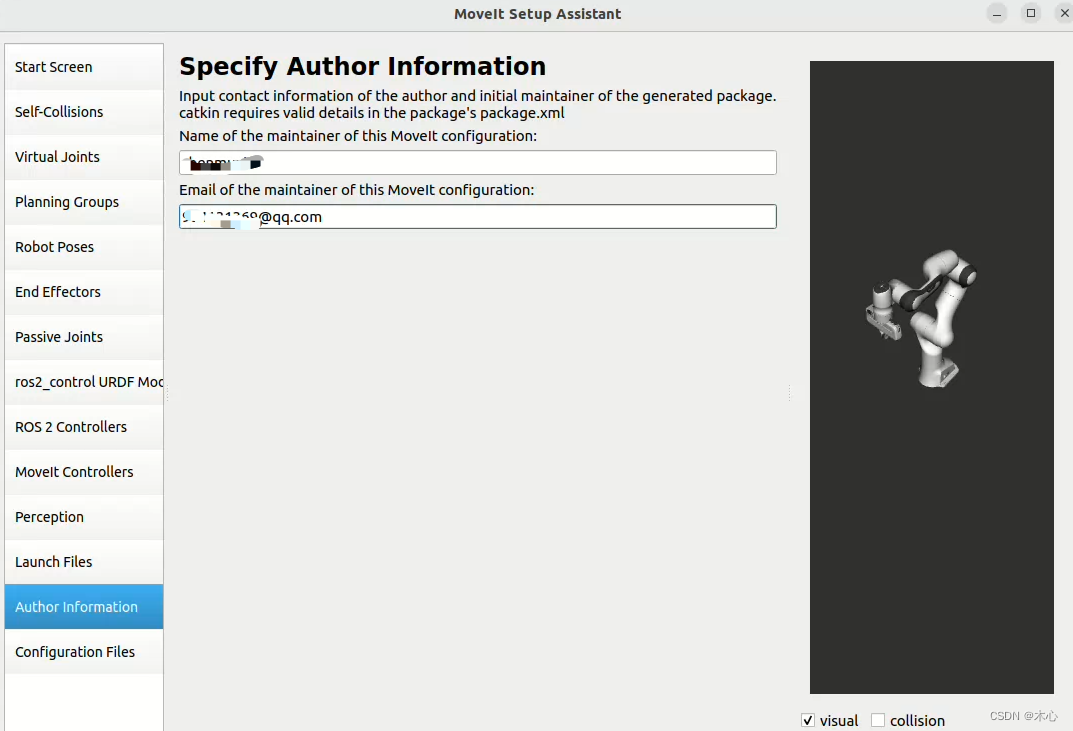 MoveIt Setup Assistant
Start Screen
Self-Collisions
Virtual Joints
Planning Groups
Robot Poses
End Effectors
Passive Joints
ros2_control URDF Mod
ROS 2 Controllers
MoveIt Controllers
Perception
Launch Files
Author Information
Configuration Files
Specify Author Information
Input contact information of the author and initial maintainer of the generated package.
catkin requires valid details in the package's package.xml
Name of the maintainer of this MoveIt configuration:
Email of the maintainer of this MoveIt configuration:
@qq.com
visual
collision
CSDN @木心